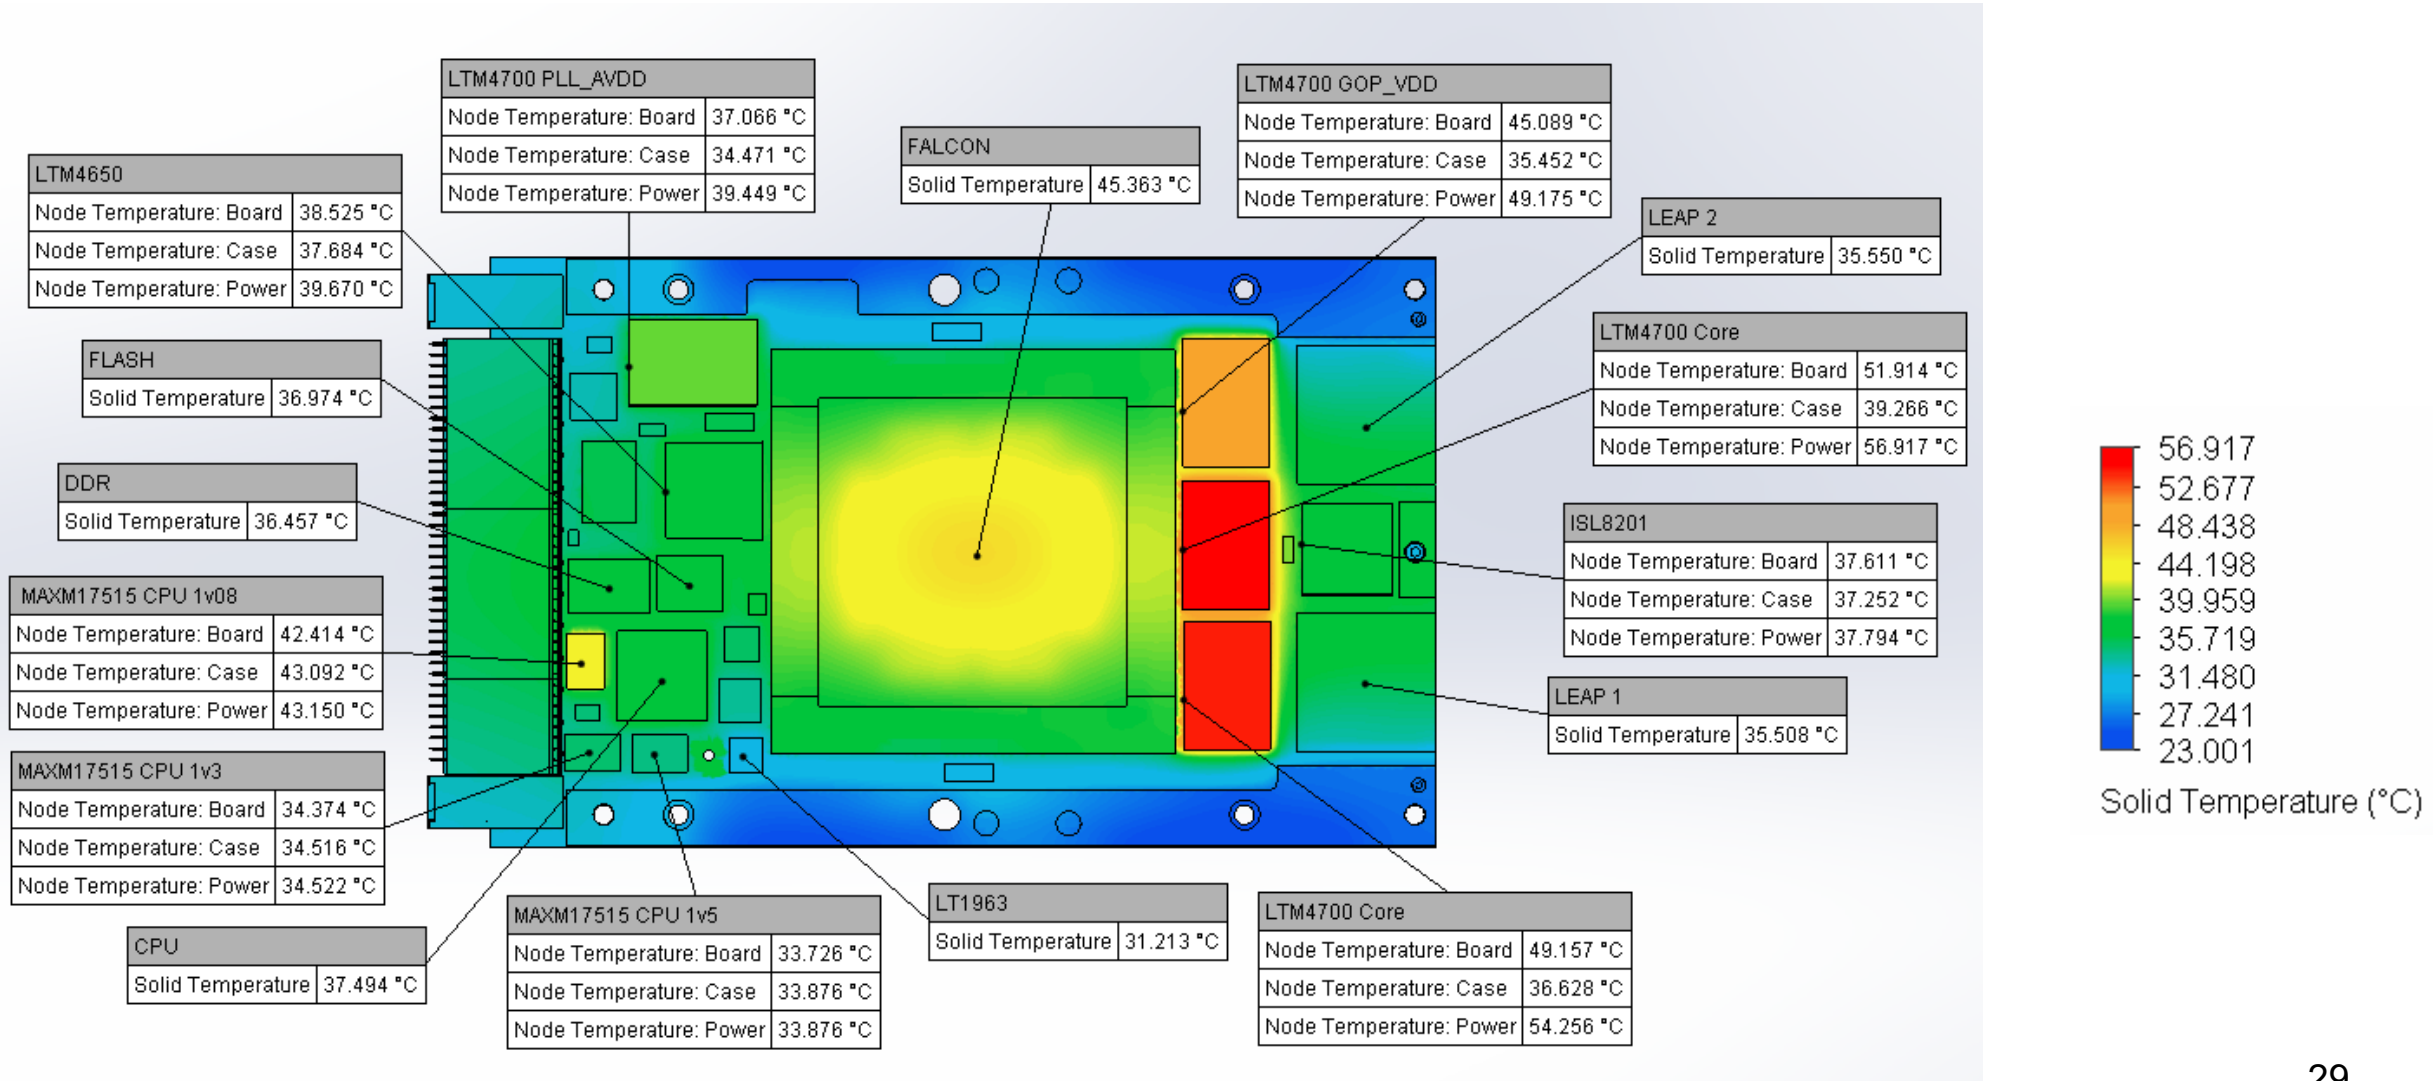 LTM4700 PLL_AVDD
Node Temperature: Board 37.066 °C
Node Temperature: Case 34.471 °C
Node Temperature: Power 39.449 °C
LTM4700 GOP_VDD
Node Temperature: Board 45.089 °C
Node Temperature: Case 35.452 °C
Node Temperature: Power 49.175 °C
FALCON
Solid Temperature 45.363 °C
LTM4650
Node Temperature: Board 38.525 °C
Node Temperature: Case 37.684 °C
Node Temperature: Power 39.670 °C
LEAP 2
Solid Temperature 35.550 °C
LTM4700 Core
Node Temperature: Board 51.914 °C
Node Temperature: Case 39.266 °C
Node Temperature: Power 56.917 °C
FLASH
Solid Temperature 36.974 °C
DDR
Solid Temperature 36.457 °C
ISL8201
Node Temperature: Board 37.611 °C
Node Temperature: Case 37.252 °C
Node Temperature: Power 37.794 °C
MAXM17515 CPU 1v08
Node Temperature: Board 42.414 °C
Node Temperature: Case 43.092 °C
Node Temperature: Power 43.150 °C
LEAP 1
Solid Temperature 35.508 °C
MAXM17515 CPU 1v3
Node Temperature: Board 34.374 °C
Node Temperature: Case 34.516 °C
Node Temperature: Power 34.522 °C
CPU
Solid Temperature 37.494 °C
MAXM17515 CPU 1v5
Node Temperature: Board 33.726 °C
Node Temperature: Case 33.876 °C
Node Temperature: Power 33.876 °C
LT1963
Solid Temperature 31.213 °C
LTM4700 Core
Node Temperature: Board 49.157 °C
Node Temperature: Case 36.628 °C
Node Temperature: Power 54.256 °C
56.917
52.677
48.438
44.198
39.959
35.719
31.480
27.241
23.001
Solid Temperature (°C)
29